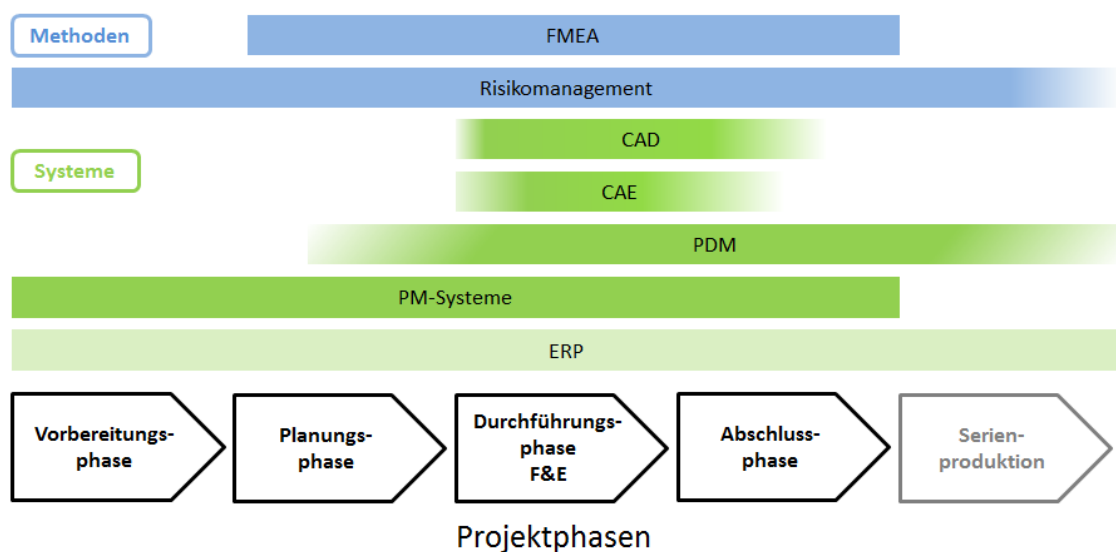 Methoden
FMEA
Risikomanagement
CAD
Systeme
CAE
PDM
PM-Systeme
ERP
Vorbereitungs-
phase
Planungs-
phase
Durchführungs-
phase
F&E
Abschluss-
phase
Serien-
produktion
Projektphasen